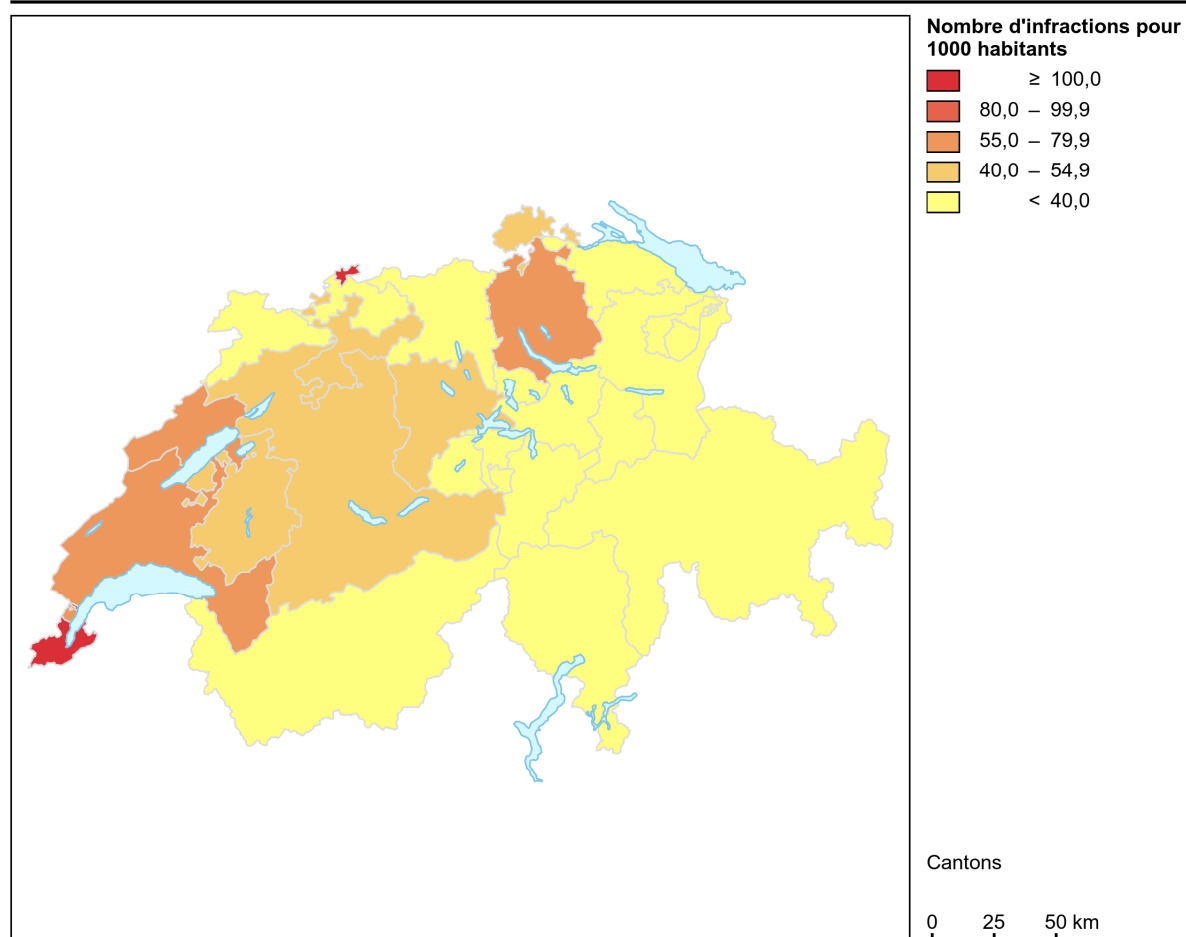 Nombre d'infractions pour
1000 habitants
≥ 100,0
80,0 – 99,9
55,0 – 79,9
40,0 – 54,9
< 40,0
Cantons
0 25 50 km